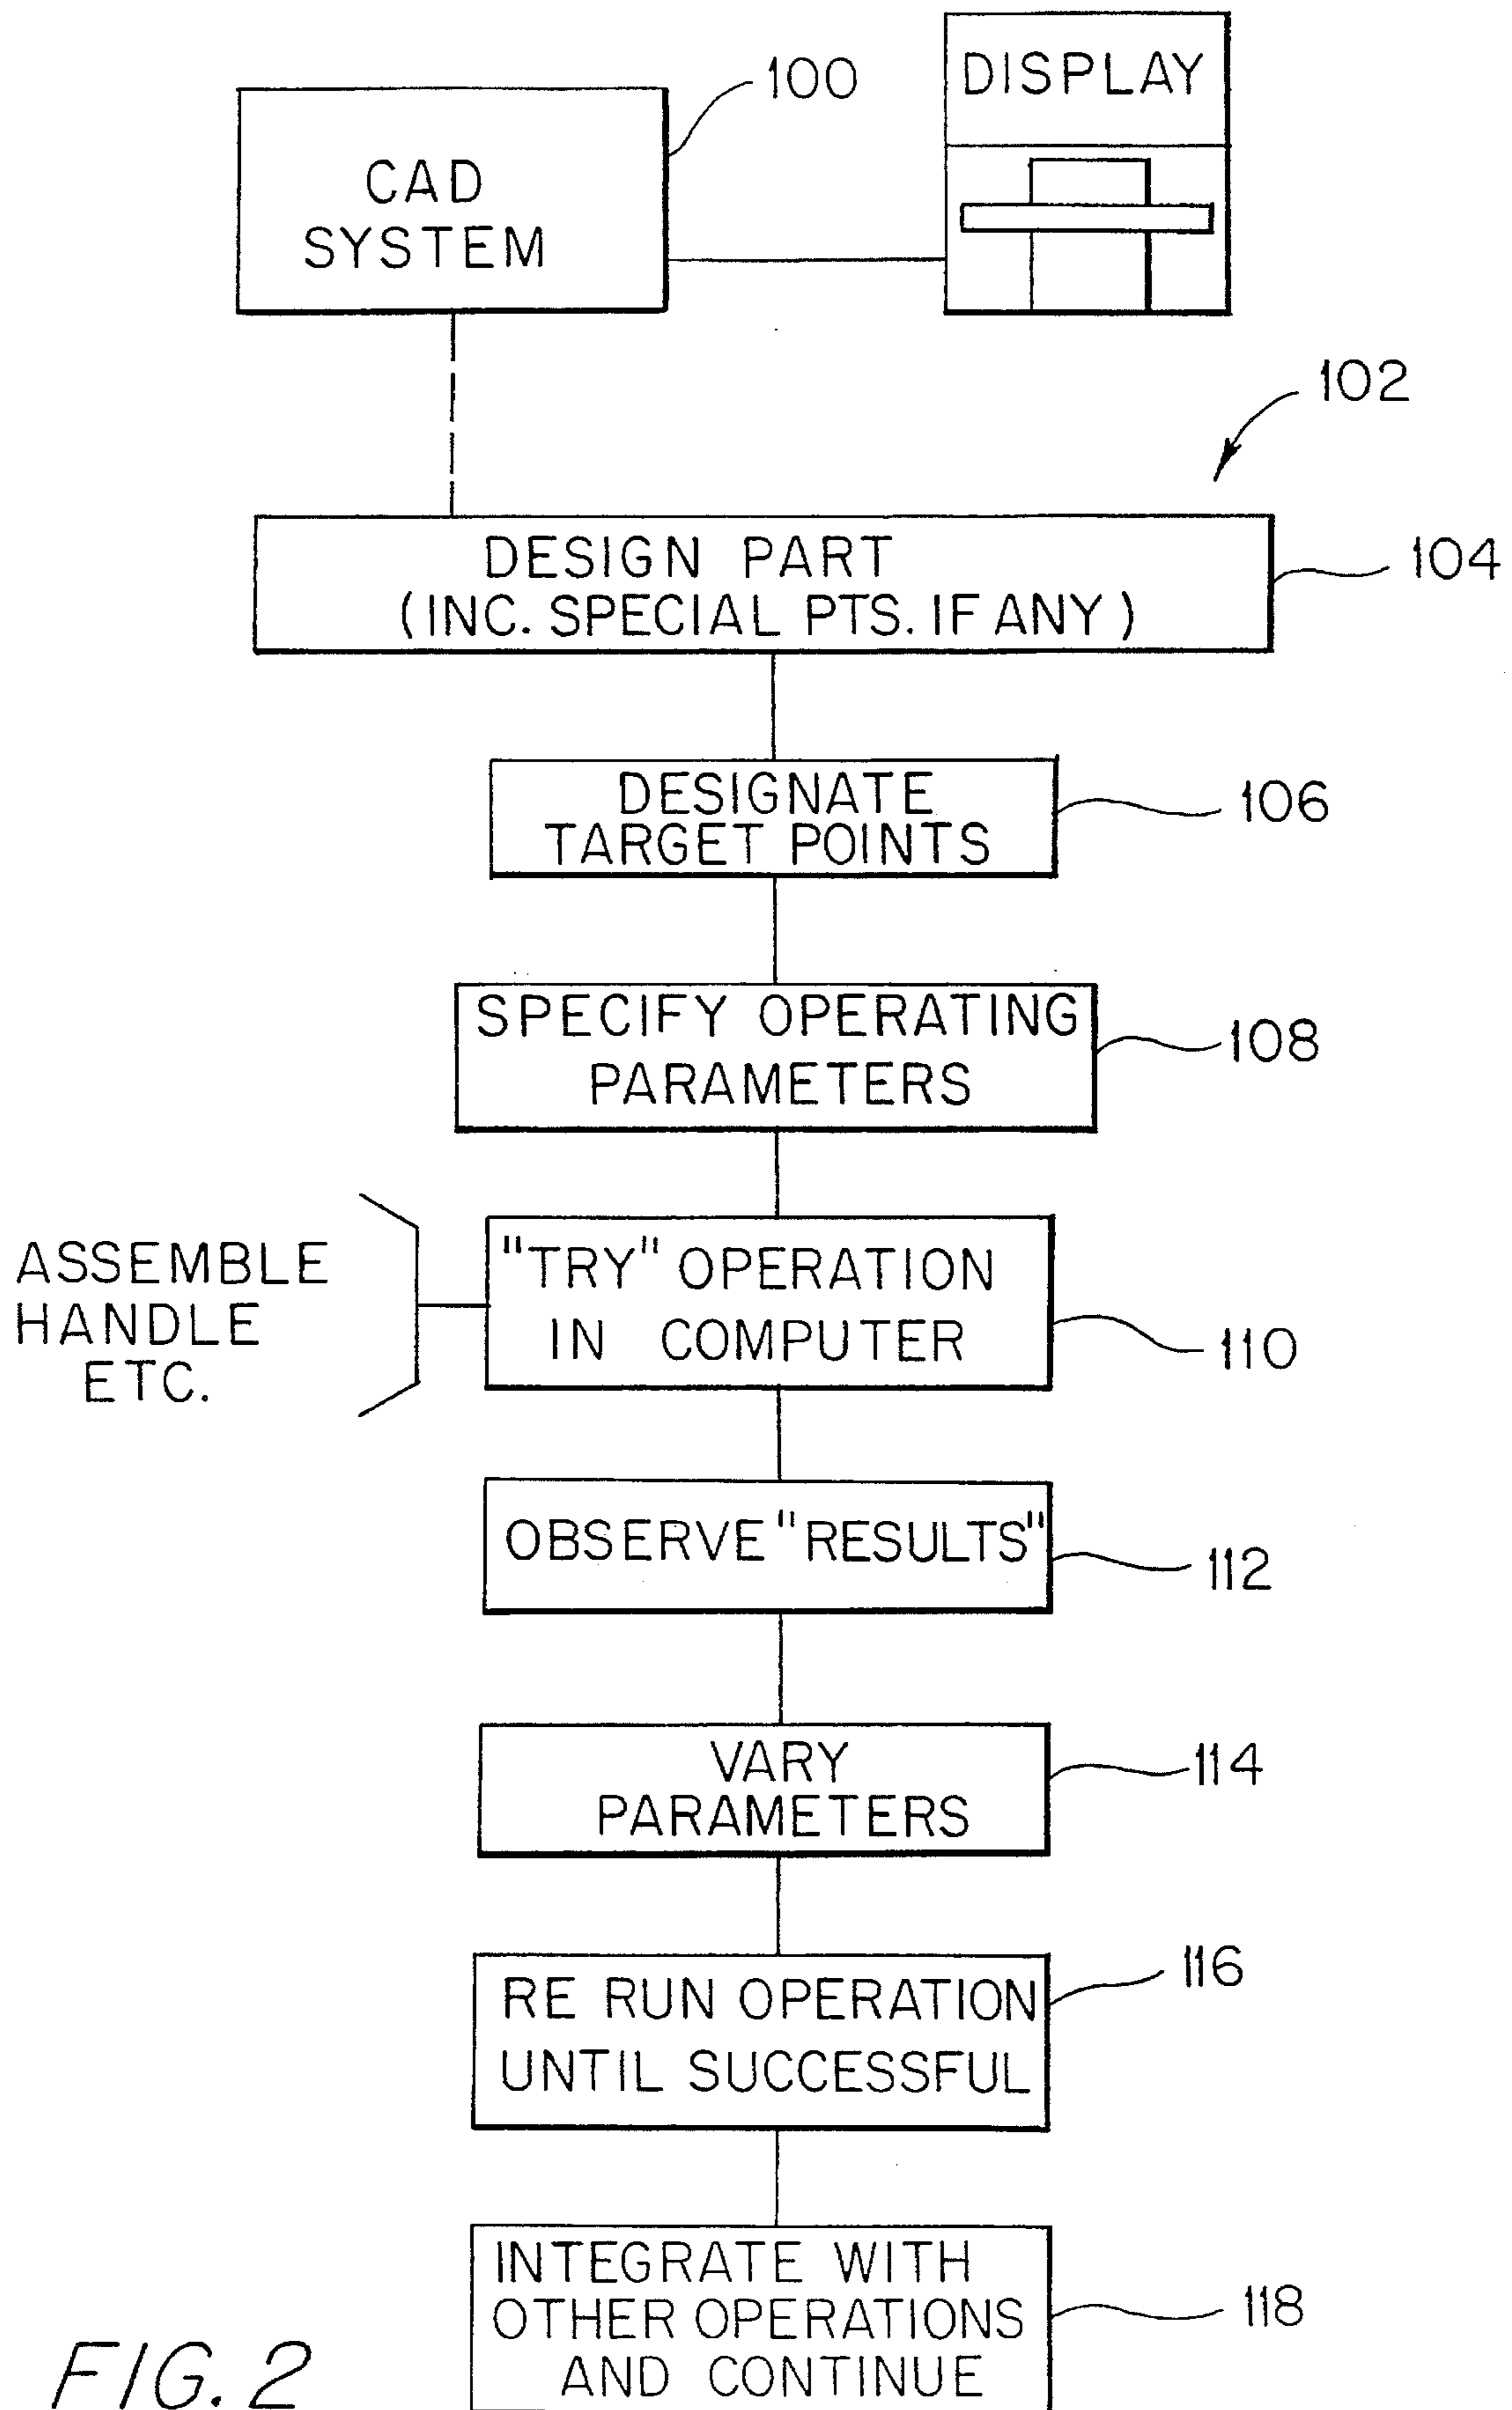 100
DISPLAY
CAD
SYSTEM
102
DESIGN PART
(INC. SPECIAL PTS. IF ANY)
104
DESIGNATE
TARGET POINTS
106
SPECIFY OPERATING
PARAMETERS
108
ASSEMBLE
HANDLE
ETC.
"TRY" OPERATION
IN COMPUTER
110
OBSERVE "RESULTS"
112
VARY
PARAMETERS
114
RE RUN OPERATION
UNTIL SUCCESSFUL
116
INTEGRATE WITH
OTHER OPERATIONS
AND CONTINUE
118
FIG. 2